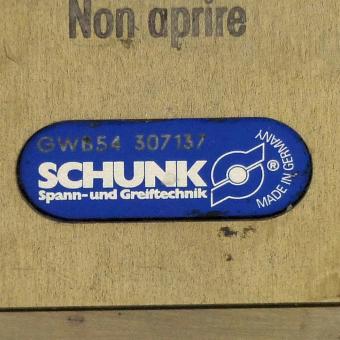 Non aprire
GWB54 307137
SCHUNK ®
Spann- und Greiftechnik
MADE IN GERMANY